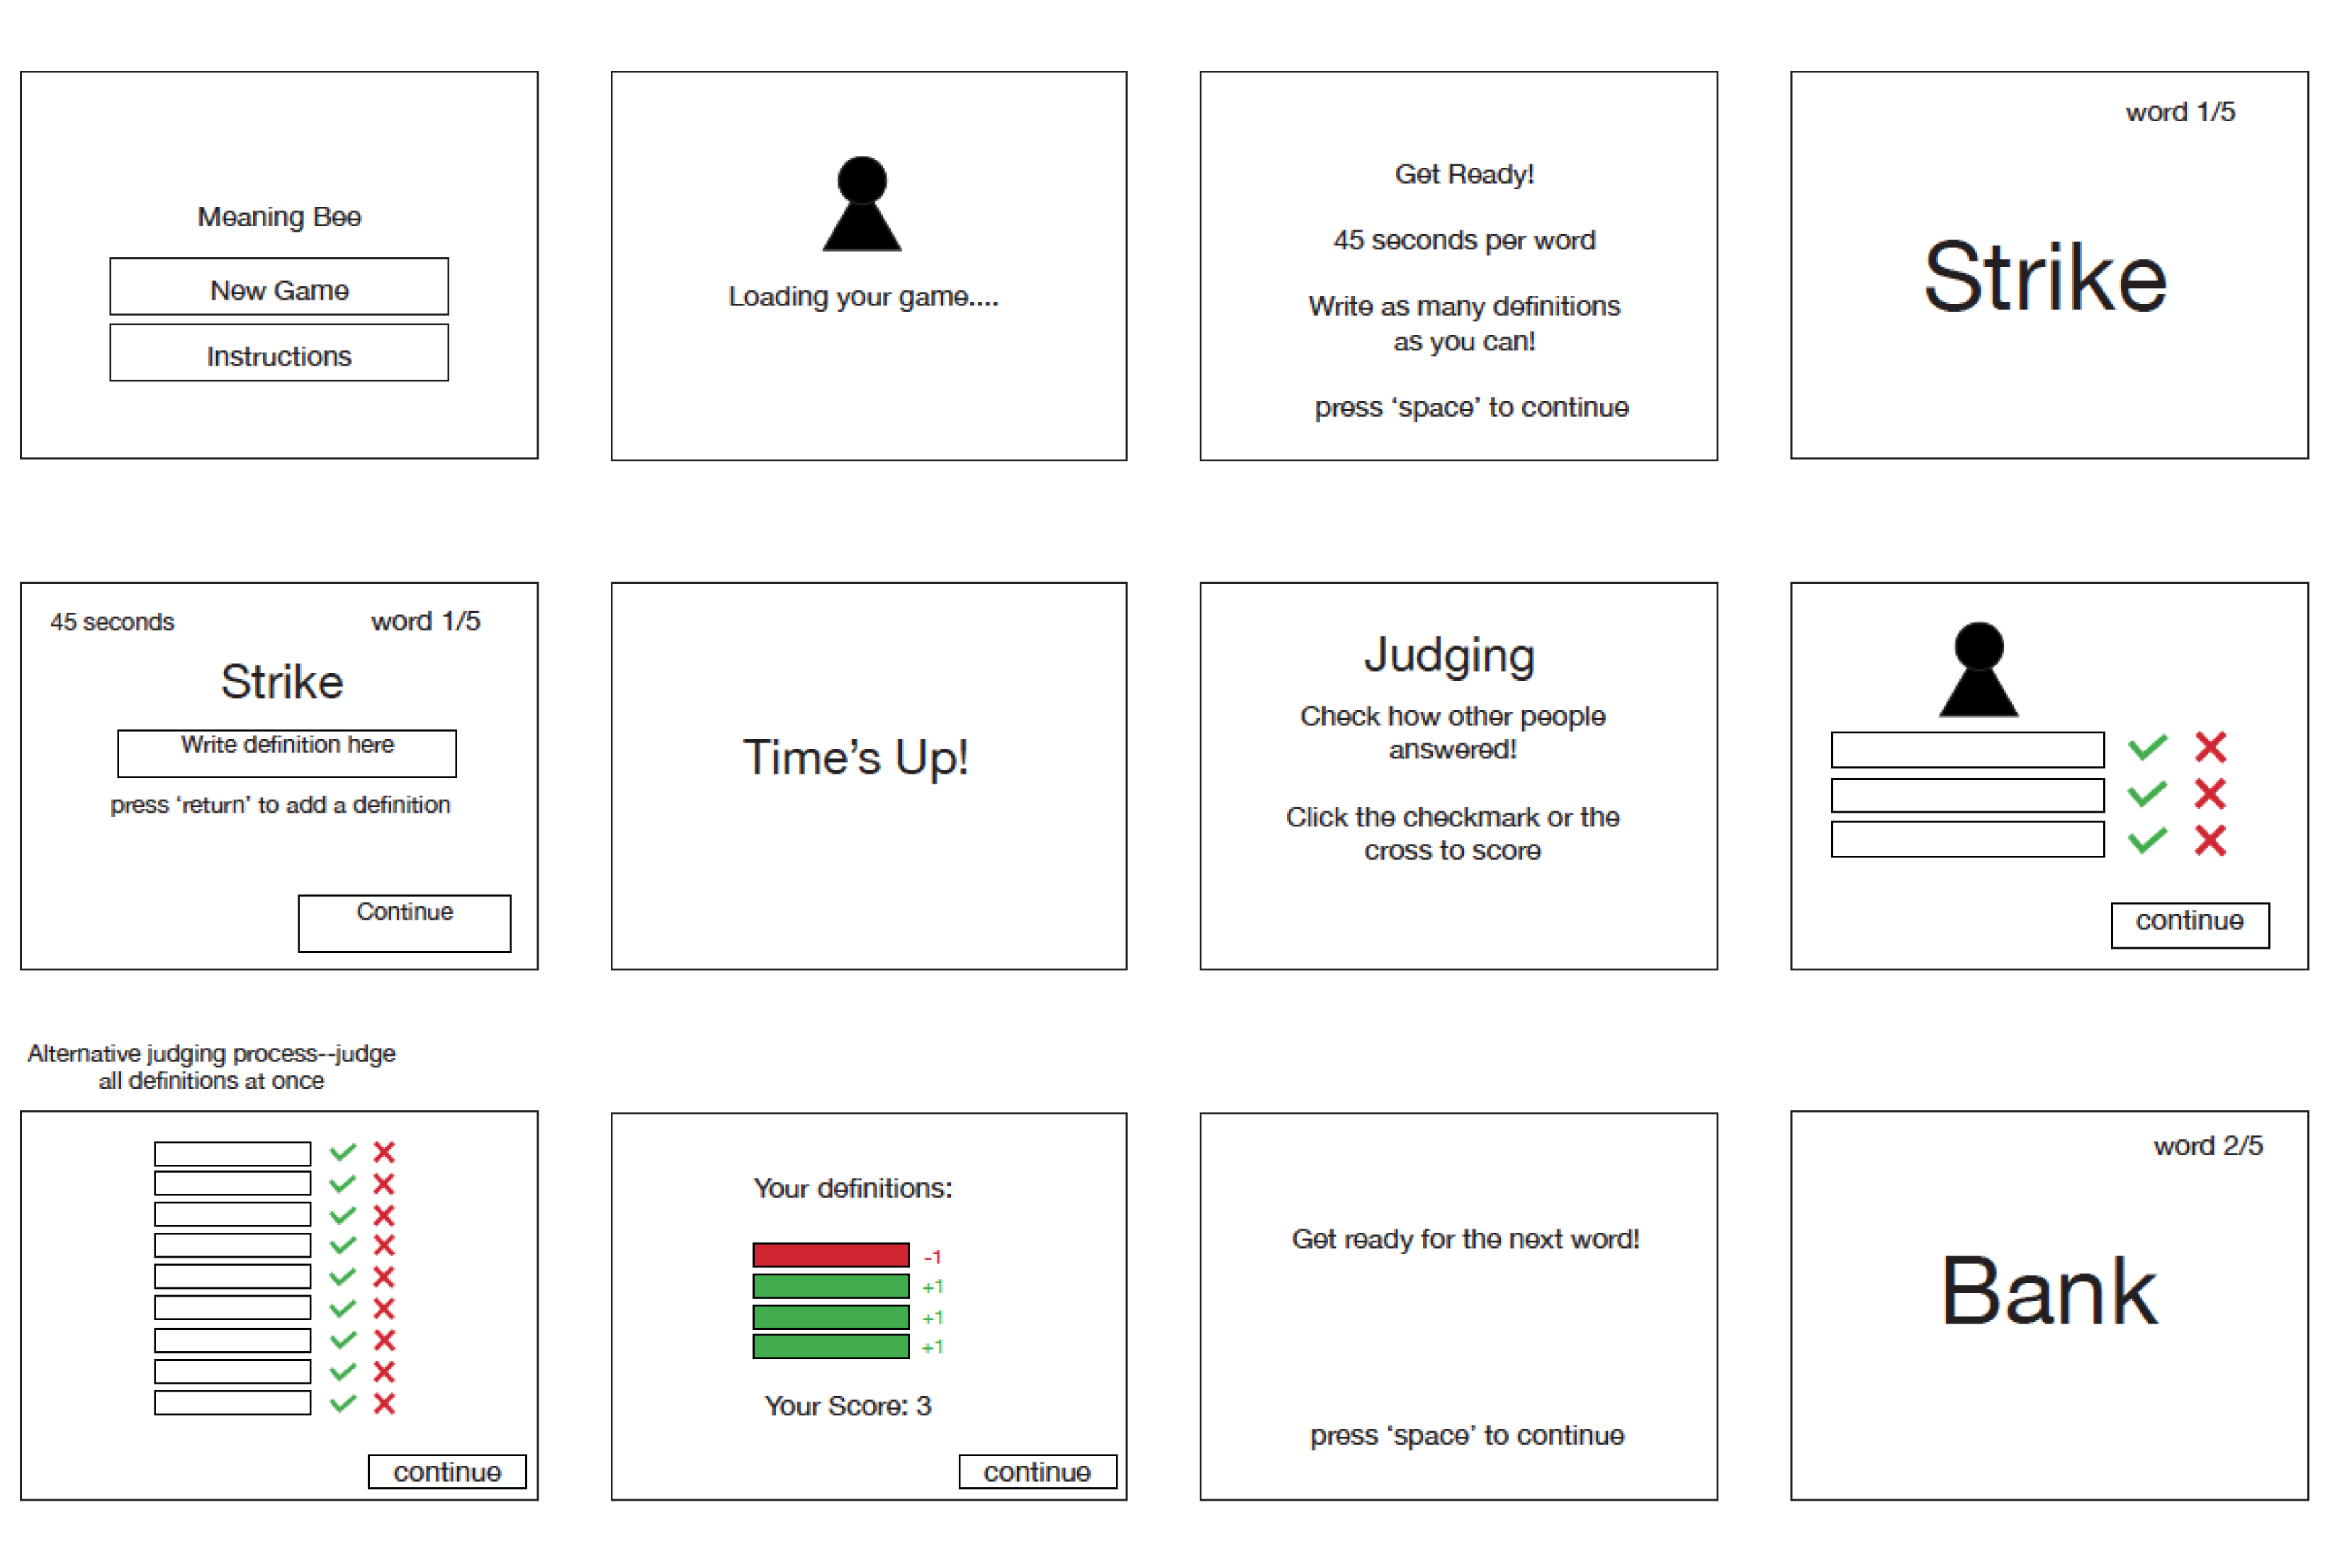 Meaning Bee
New Game
Instructions
Loading your game....
Get Ready!
45 seconds per word
Write as many definitions
as you can!
press ‘space’ to continue
word 1/5
Strike
45 seconds
word 1/5
Strike
Write definition here
press ‘return’ to add a definition
Continue
Time’s Up!
Judging
Check how other people
answered!
Click the checkmark or the
cross to score
continue
Alternative judging process--judge
all definitions at once
continue
Your definitions:
-1
+1
+1
+1
Your Score: 3
continue
Get ready for the next word!
press ‘space’ to continue
word 2/5
Bank